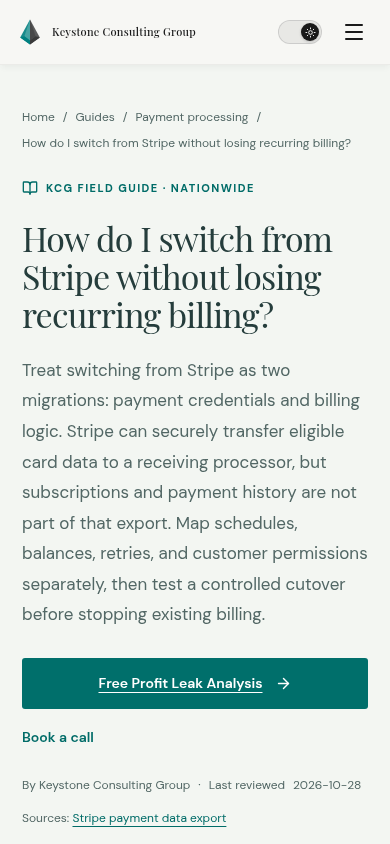 Keystone Consulting Group
Home / Guides / Payment processing /
How do I switch from Stripe without losing recurring billing?
KCG FIELD GUIDE · NATIONWIDE
How do I switch from
Stripe without losing
recurring billing?
Treat switching from Stripe as two
migrations: payment credentials and billing
logic. Stripe can securely transfer eligible
card data to a receiving processor, but
subscriptions and payment history are not
part of that export. Map schedules,
balances, retries, and customer permissions
separately, then test a controlled cutover
before stopping existing billing.
Free Profit Leak Analysis →
Book a call
By Keystone Consulting Group · Last reviewed 2026-10-28
Sources: Stripe payment data export